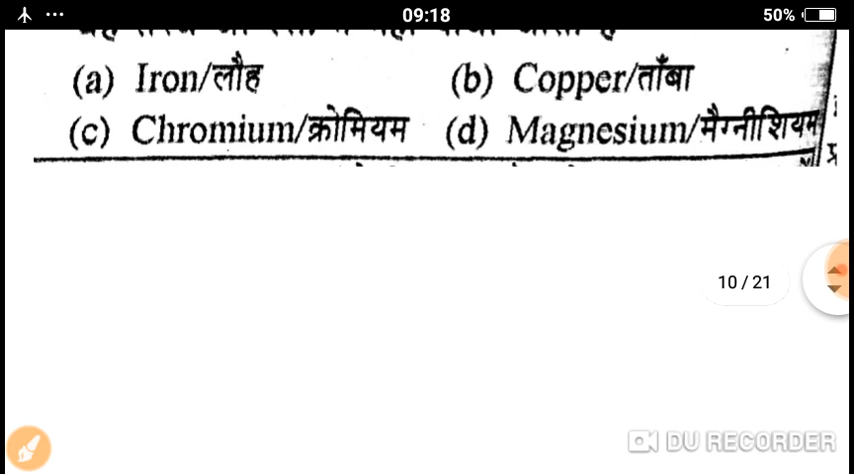 09:18
50%
(a) Iron/लौह (b) Copper/ताँबा
(c) Chromium/क्रोमियम (d) Magnesium/मैग्नीशियम
10 / 21
DU RECORDER